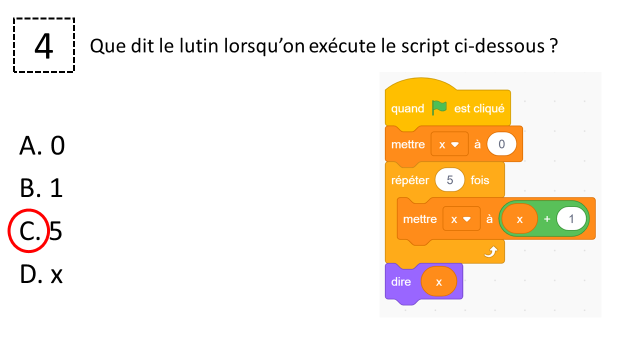 4
Que dit le lutin lorsqu’on exécute le script ci-dessous ?
A. 0
B. 1
C. 5
D. x
quand est cliqué
mettre x à 0
répéter 5 fois
mettre x à x + 1
dire x